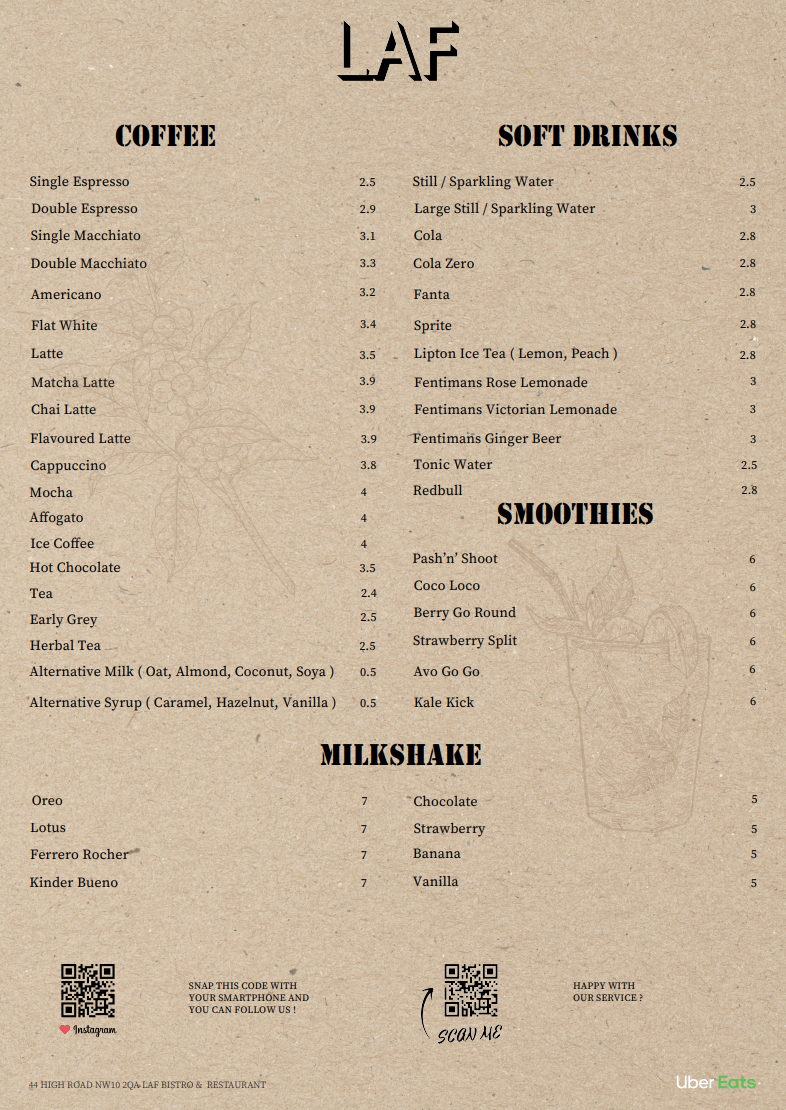 LAF
COFFEE
Single Espresso 2.5
Double Espresso 2.9
Single Macchiato 3.1
Double Macchiato 3.3
Americano 3.2
Flat White 3.4
Latte 3.5
Matcha Latte 3.9
Chai Latte 3.9
Flavoured Latte 3.9
Cappuccino 3.8
Mocha 4
Affogato 4
Ice Coffee 4
Hot Chocolate 3.5
Tea 2.4
Early Grey 2.5
Herbal Tea 2.5
Alternative Milk ( Oat, Almond, Coconut, Soya ) 0.5
Alternative Syrup ( Caramel, Hazelnut, Vanilla ) 0.5
SOFT DRINKS
Still / Sparkling Water 2.5
Large Still / Sparkling Water 3
Cola 2.8
Cola Zero 2.8
Fanta 2.8
Sprite 2.8
Lipton Ice Tea ( Lemon, Peach ) 2.8
Fentimans Rose Lemonade 3
Fentimans Victorian Lemonade 3
Fentimans Ginger Beer 3
Tonic Water 2.5
Redbull 2.8
SMOOTHIES
Pash’n’ Shoot 6
Coco Loco 6
Berry Go Round 6
Strawberry Split 6
Avo Go Go 6
Kale Kick 6
MILKSHAKE
Oreo 7
Lotus 7
Ferrero Rocher 7
Kinder Bueno 7
Chocolate 5
Strawberry 5
Banana 5
Vanilla 5
Instagram
SNAP THIS CODE WITH
YOUR SMARTPHONE AND
YOU CAN FOLLOW US !
SCAN ME
HAPPY WITH
OUR SERVICE ?
44 HIGH ROAD NW10 2QA LAF BISTRO & RESTAURANT
Uber Eats